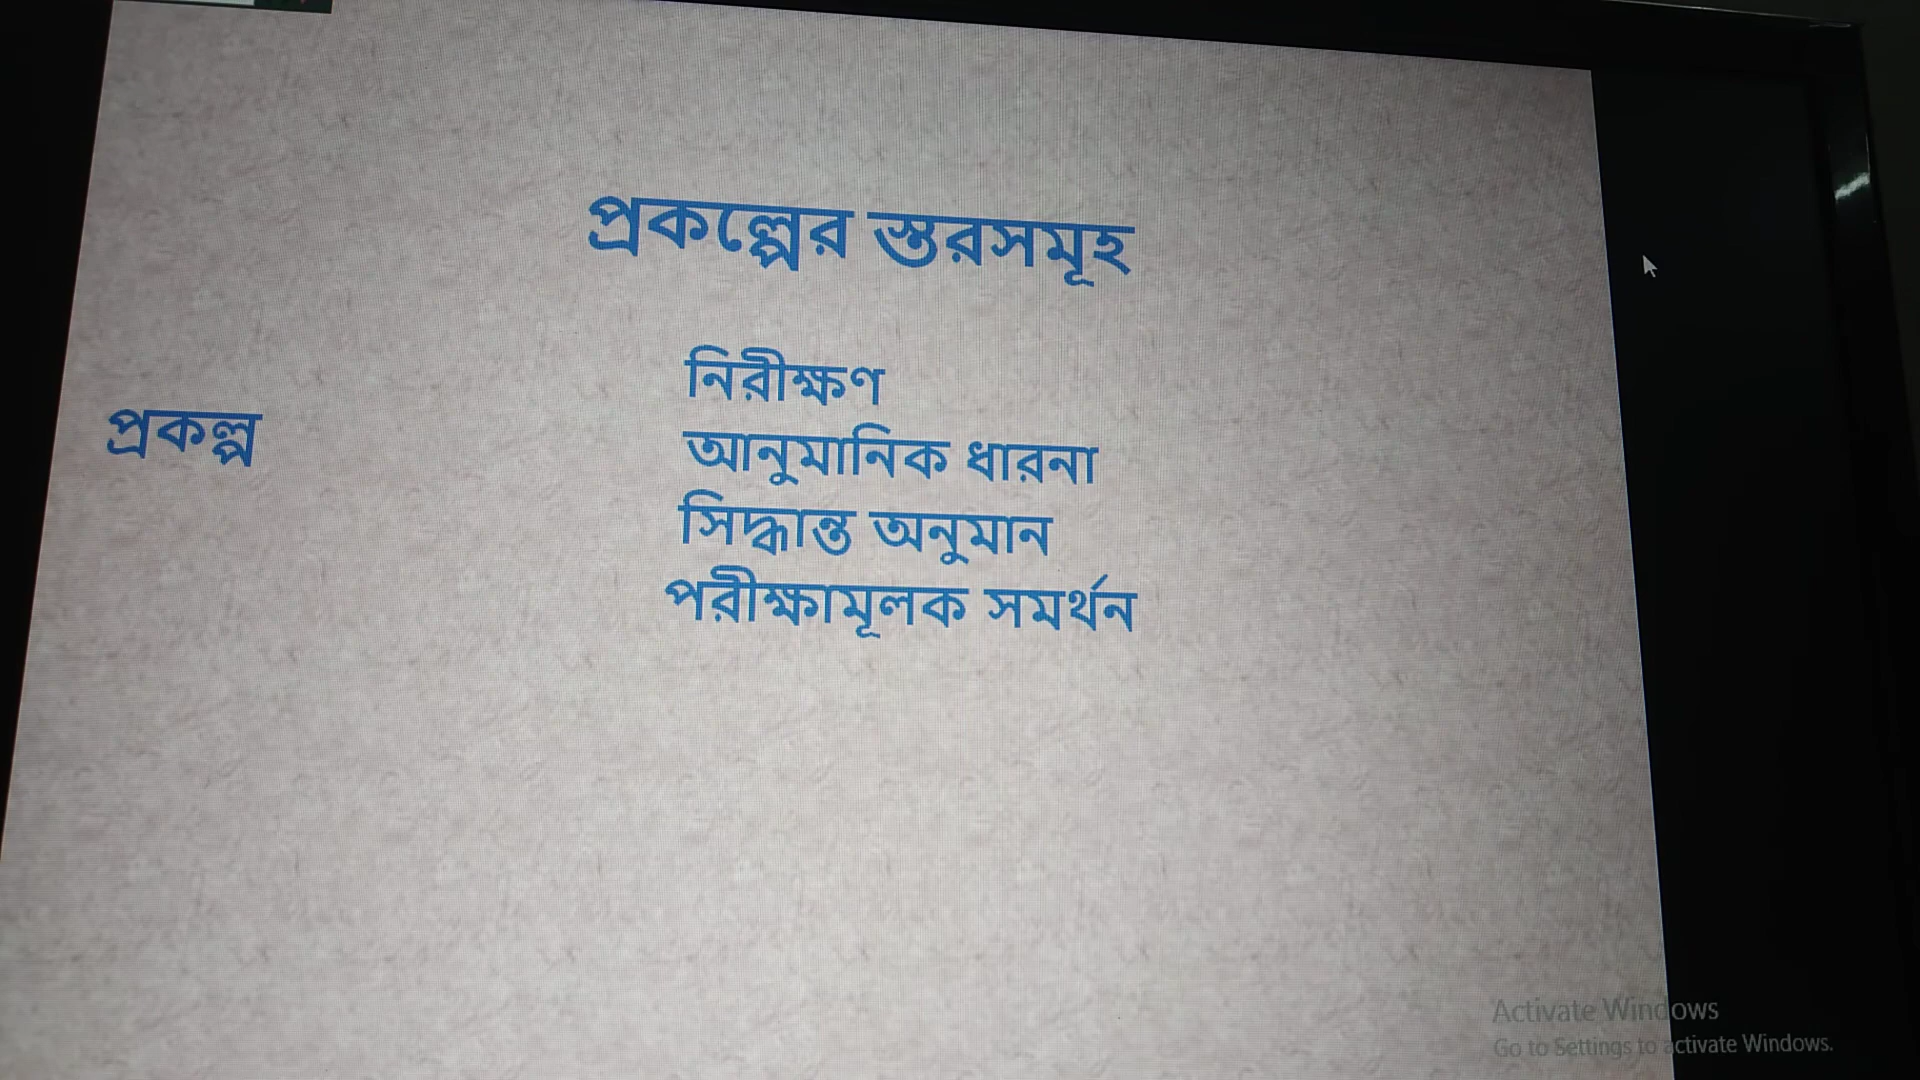 প্রকল্পের স্তরসমূহ
প্রকল্প
নিরীক্ষণ
আনুমানিক ধারনা
সিদ্ধান্ত অনুমান
পরীক্ষামূলক সমর্থন
Activate Windows
Go to Settings to activate Windows.